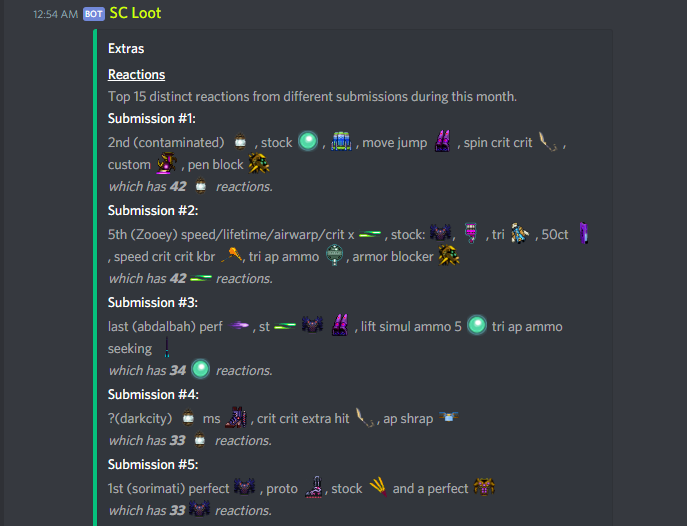 12:54 AM BOT SC Loot
Extras
Reactions
Top 15 distinct reactions from different submissions during this month.
Submission #1:
2nd (contaminated) , stock , , move jump , spin crit crit ,
custom , pen block
which has 42 reactions.
Submission #2:
5th (Zooey) speed/lifetime/airwarp/crit x , stock: , , tri , 50ct
, speed crit crit kbr , tri ap ammo , armor blocker
which has 42 reactions.
Submission #3:
last (abdalbah) perf , st , lift simul ammo 5 tri ap ammo
seeking
which has 34 reactions.
Submission #4:
?(darkcity) ms , crit crit extra hit , ap shrap
which has 33 reactions.
Submission #5:
1st (sorimati) perfect , proto , stock and a perfect
which has 33 reactions.